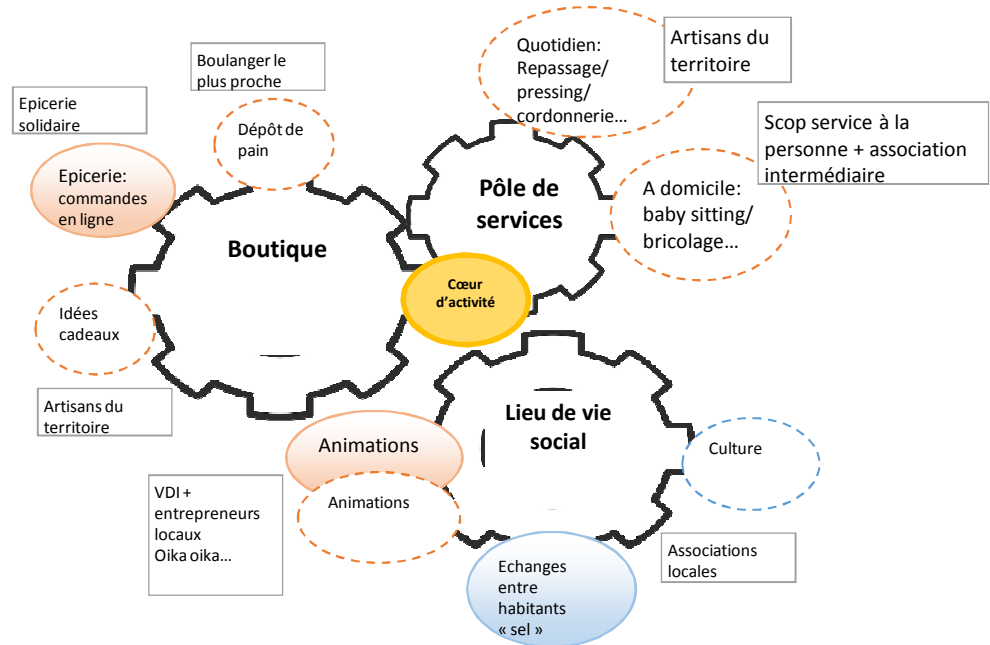 Quotidien:
Repassage/
pressing/
cordonnerie…
Artisans du
territoire
Boulanger le
plus proche
Epicerie
solidaire
Dépôt de
pain
Scop service à la
personne + association
intermédiaire
Epicerie:
commandes
en ligne
Pôle de
services
A domicile:
baby sitting/
bricolage…
Boutique
Cœur
d’activité
Idées
cadeaux
Artisans du
territoire
Lieu de vie
social
Animations
Culture
VDI +
entrepreneurs
locaux
Oika oika…
Animations
Associations
locales
Echanges
entre
habitants
« sel »